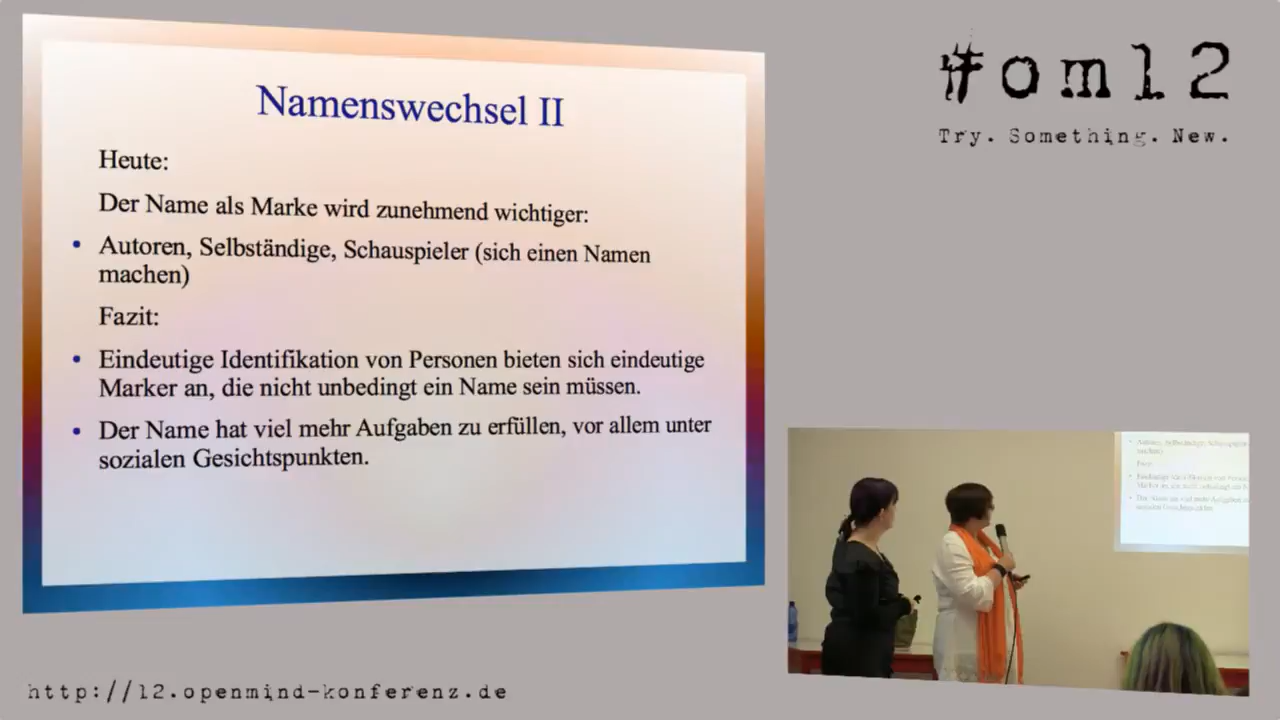 Namenswechsel II
Heute:
Der Name als Marke wird zunehmend wichtiger:
• Autoren, Selbständige, Schauspieler (sich einen Namen
machen)
Fazit:
• Eindeutige Identifikation von Personen bieten sich eindeutige
Marker an, die nicht unbedingt ein Name sein müssen.
• Der Name hat viel mehr Aufgaben zu erfüllen, vor allem unter
sozialen Gesichtspunkten.
#om12
Try. Something. New.
http://12.openmind-konferenz.de